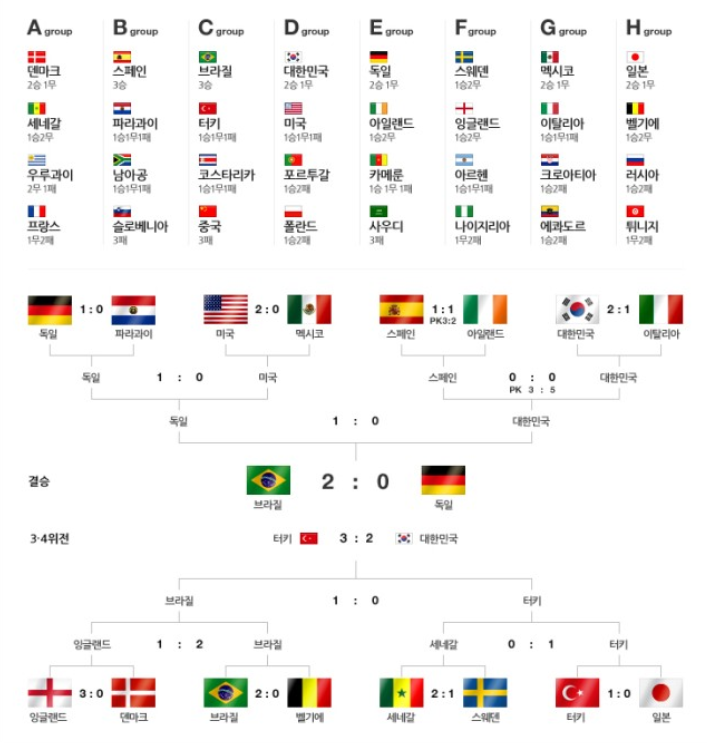 A group B group C group D group E group F group G group H group
덴마크 스페인 브라질 대한민국 독일 스웨덴 멕시코 일본
2승 1무 3승 3승 2승 1무 2승 1무 1승2무 2승 1무 2승 1무
세네갈 파라과이 터키 미국 아일랜드 잉글랜드 이탈리아 벨기에
1승2무 1승1무1패 1승1무1패 1승1무1패 1승2무 1승2무 1승1무1패 1승2무
우루과이 남아공 코스타리카 포르투갈 카메룬 아르헨 크로아티아 러시아
2무 1패 1승1무1패 1승1무1패 1승2패 1승 1무 1패 1승1무1패 1승2패 1승2패
프랑스 슬로베니아 중국 폴란드 사우디 나이지리아 에콰도르 튀니지
1무2패 3패 3패 1승2패 3패 1무2패 1승2패 1무2패
1:0 2:0 1:1 2:1
PK3:2
독일 파라과이 미국 멕시코 스페인 아일랜드 대한민국 이탈리아
독일 1 : 0 미국 스페인 0 : 0 대한민국
PK 3 : 5
독일 1 : 0 대한민국
결승 2 : 0
브라질 독일
3·4위전 터키 3 : 2 대한민국
브라질 1 : 0 터키
잉글랜드 1 : 2 브라질 세네갈 0 : 1 터키
3:0 2:0 2:1 1:0
잉글랜드 덴마크 브라질 벨기에 세네갈 스웨덴 터키 일본